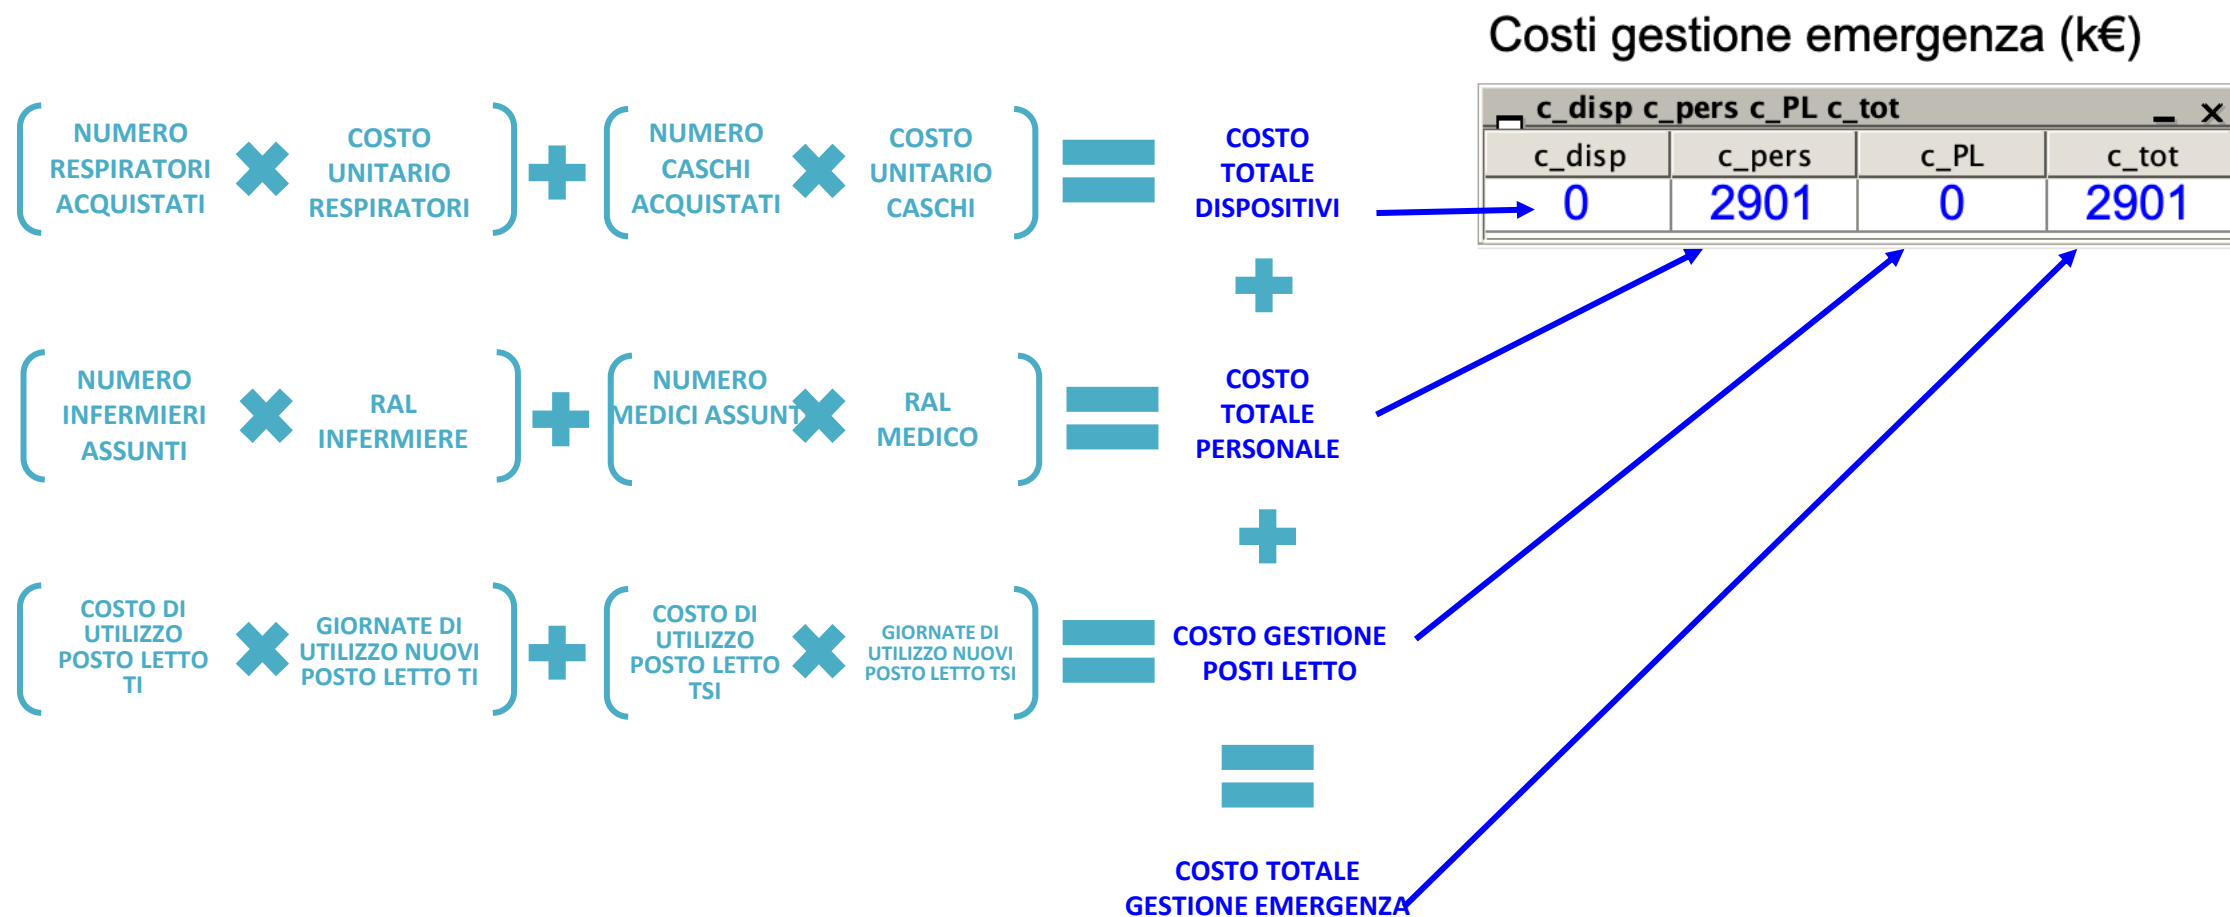 Costi gestione emergenza (k€)
c_disp c_pers c_PL c_tot
c_disp c_pers c_PL c_tot
0 2901 0 2901
NUMERO
RESPIRATORI
ACQUISTATI
COSTO
UNITARIO
RESPIRATORI
NUMERO
CASCHI
ACQUISTATI
COSTO
UNITARIO
CASCHI
COSTO
TOTALE
DISPOSITIVI
NUMERO
INFERMIERI
ASSUNTI
RAL
INFERMIERE
NUMERO
MEDICI ASSUNT
RAL
MEDICO
COSTO
TOTALE
PERSONALE
COSTO DI
UTILIZZO
POSTO LETTO
TI
GIORNATE DI
UTILIZZO NUOVI
POSTO LETTO TI
COSTO DI
UTILIZZO
POSTO LETTO
TSI
GIORNATE DI
UTILIZZO NUOVI
POSTO LETTO TSI
COSTO GESTIONE
POSTI LETTO
COSTO TOTALE
GESTIONE EMERGENZA